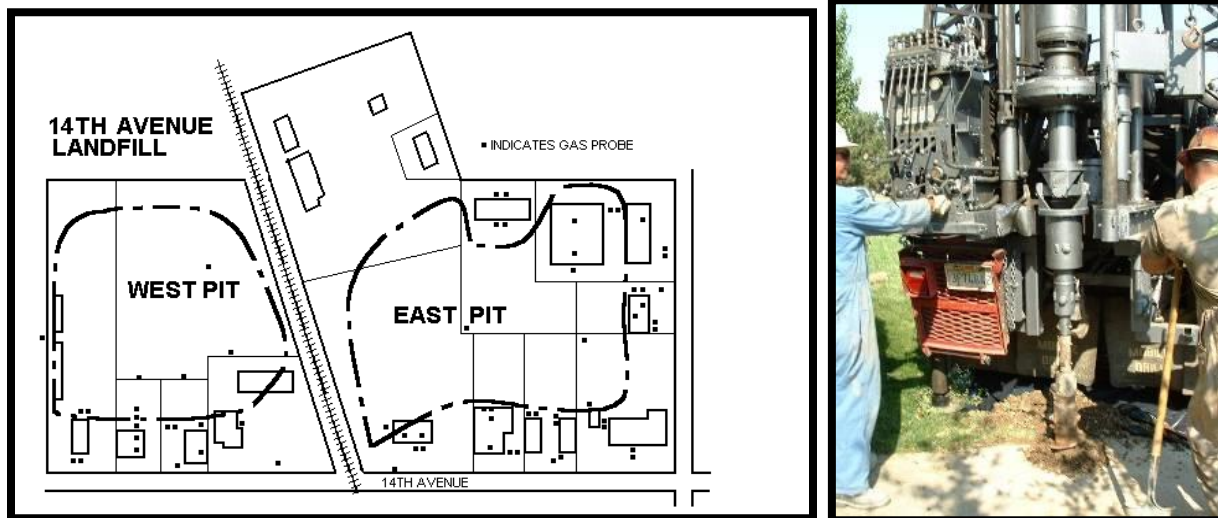 14TH AVENUE
LANDFILL
INDICATES GAS PROBE
WEST PIT
EAST PIT
14TH AVENUE